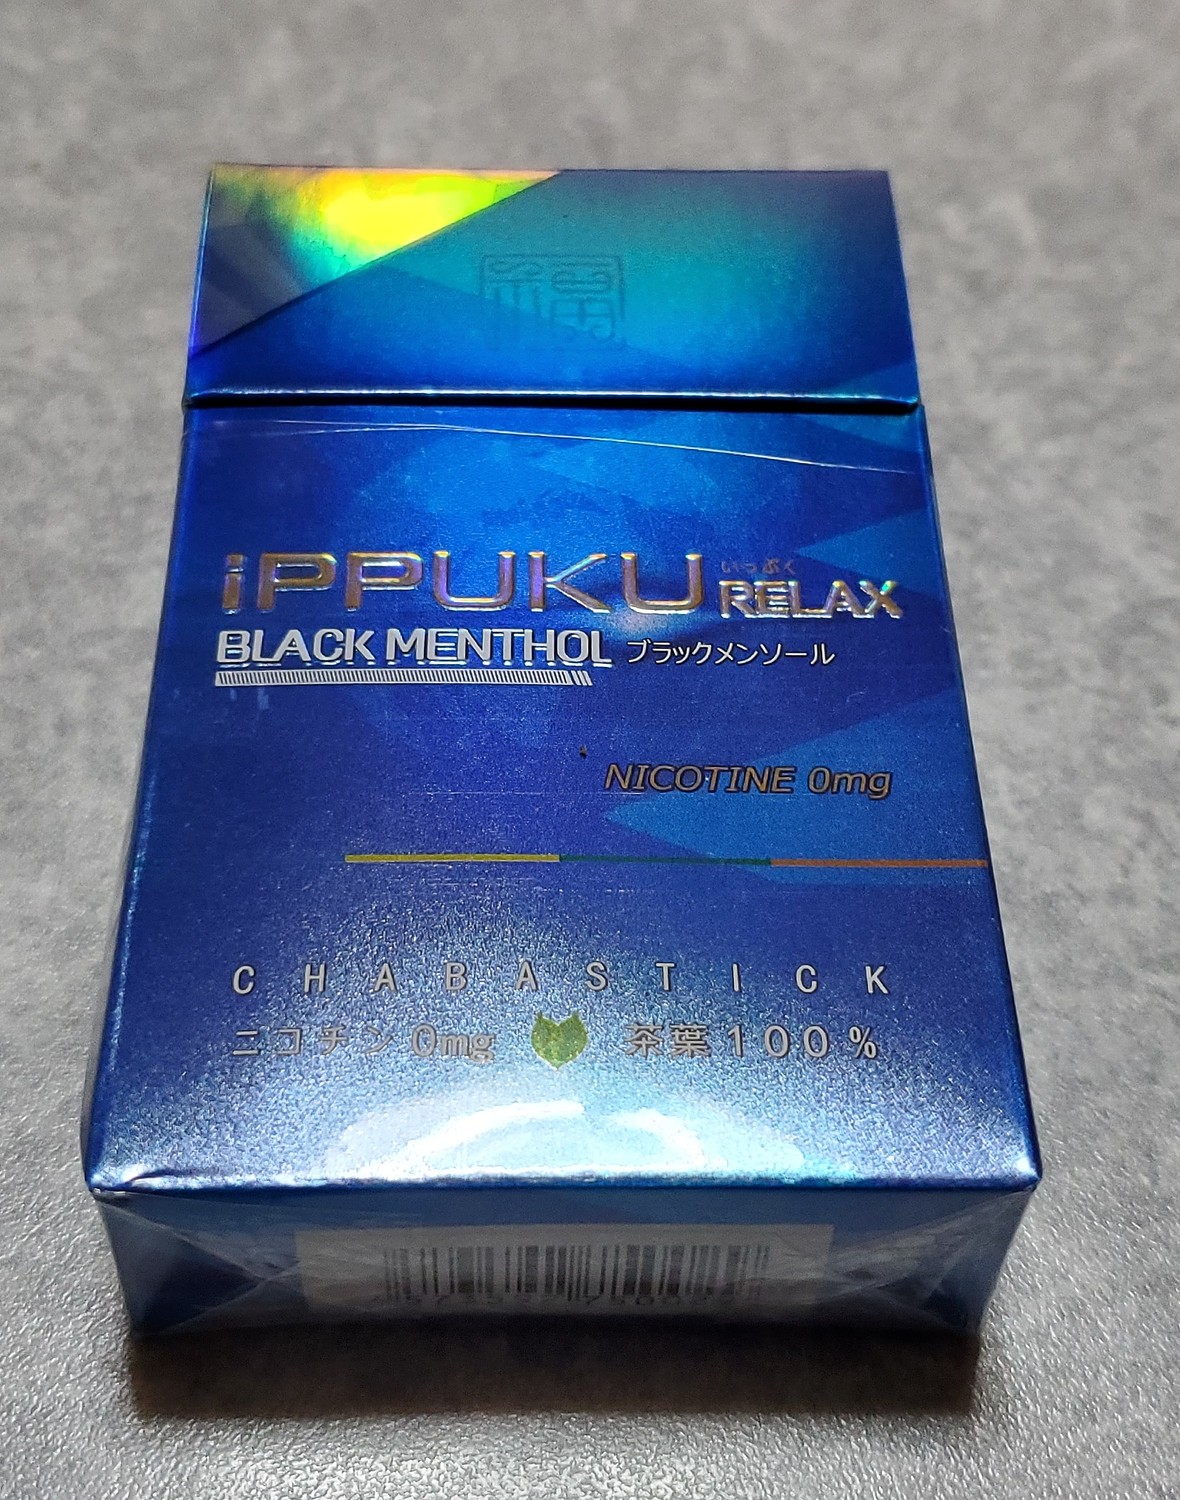 いっぷく
iPPUKU RELAX
BLACK MENTHOL ブラックメンソール
NICOTINE 0mg
CHABASTICK
ニコチン0mg 茶葉100%